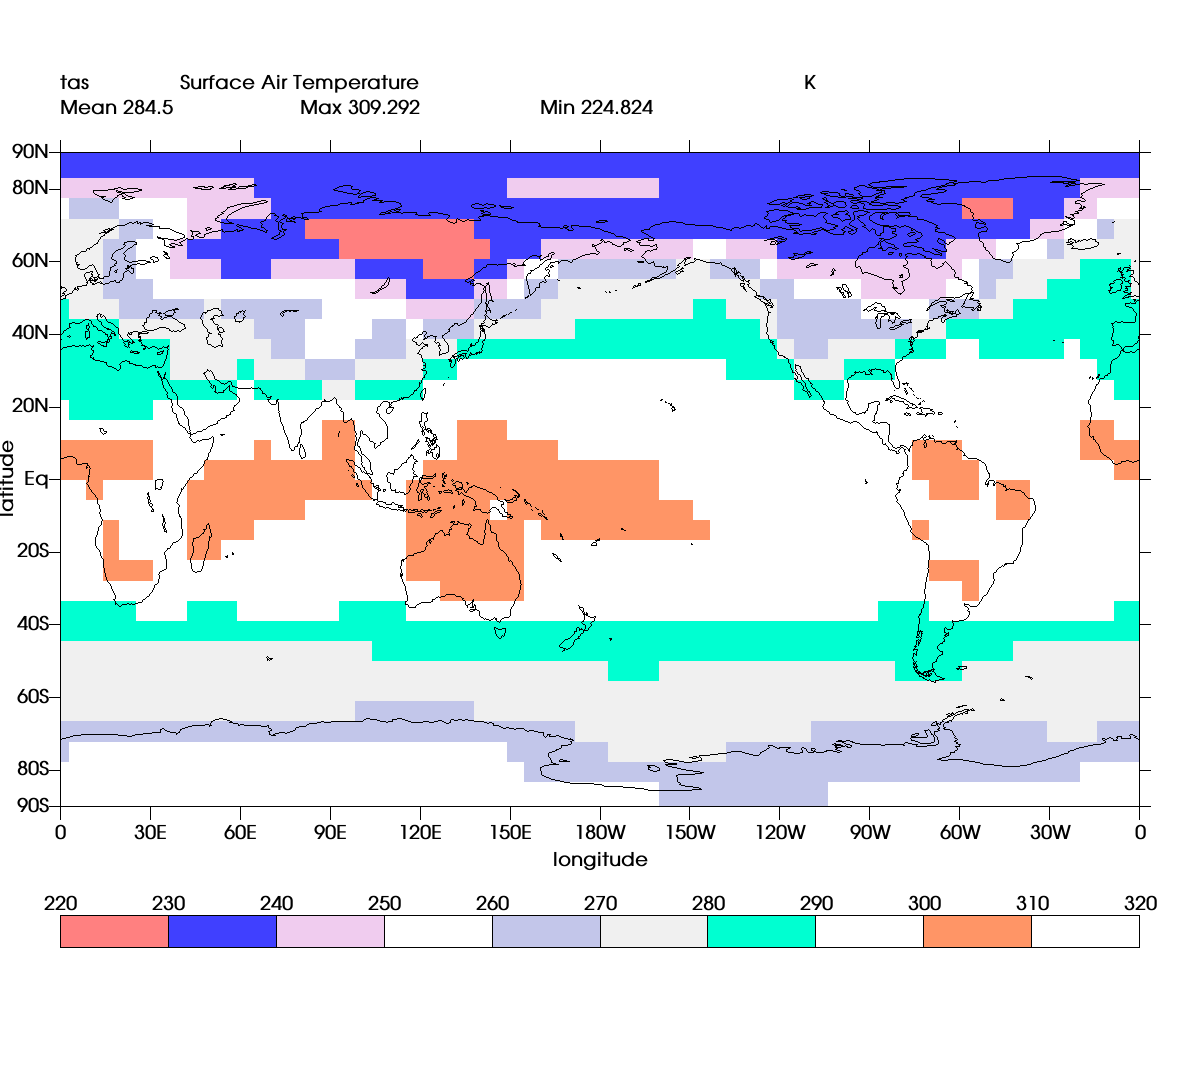 tas Surface Air Temperature K
Mean 284.5 Max 309.292 Min 224.824
90N
80N
60N
40N
20N
Eq
20S
40S
60S
80S
90S
latitude
0 30E 60E 90E 120E 150E 180W 150W 120W 90W 60W 30W 0
longitude
220 230 240 250 260 270 280 290 300 310 320